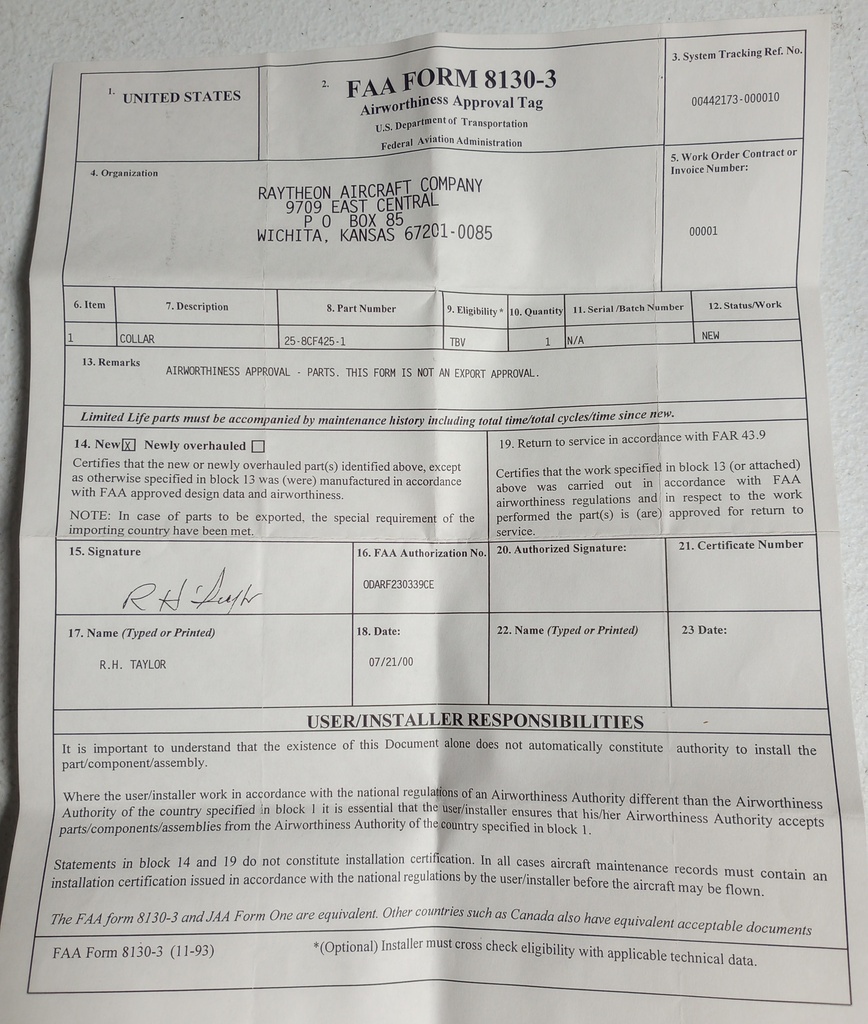 1. UNITED STATES
2. FAA FORM 8130-3
Airworthiness Approval Tag
U.S. Department of Transportation
Federal Aviation Administration
3. System Tracking Ref. No.
00442173-000010
4. Organization
RAYTHEON AIRCRAFT COMPANY
9709 EAST CENTRAL
P O BOX 85
WICHITA, KANSAS 67201-0085
5. Work Order Contract or
Invoice Number:
00001
6. Item 7. Description 8. Part Number 9. Eligibility* 10. Quantity 11. Serial /Batch Number 12. Status/Work
1 COLLAR 25-8CF425-1 TBV 1 N/A NEW
13. Remarks
AIRWORTHINESS APPROVAL - PARTS. THIS FORM IS NOT AN EXPORT APPROVAL.
Limited Life parts must be accompanied by maintenance history including total time/total cycles/time since new.
14. New [X] Newly overhauled [ ]
Certifies that the new or newly overhauled part(s) identified above, except
as otherwise specified in block 13 was (were) manufactured in accordance
with FAA approved design data and airworthiness.
NOTE: In case of parts to be exported, the special requirement of the
importing country have been met.
19. Return to service in accordance with FAR 43.9
Certifies that the work specified in block 13 (or attached)
above was carried out in accordance with FAA
airworthiness regulations and in respect to the work
performed the part(s) is (are) approved for return to
service.
15. Signature
R H Taylor
16. FAA Authorization No.
ODARF230339CE
20. Authorized Signature:
21. Certificate Number
17. Name (Typed or Printed)
R.H. TAYLOR
18. Date:
07/21/00
22. Name (Typed or Printed)
23 Date:
USER/INSTALLER RESPONSIBILITIES
It is important to understand that the existence of this Document alone does not automatically constitute authority to install the
part/component/assembly.
Where the user/installer work in accordance with the national regulations of an Airworthiness Authority different than the Airworthiness
Authority of the country specified in block 1 it is essential that the user/installer ensures that his/her Airworthiness Authority accepts
parts/components/assemblies from the Airworthiness Authority of the country specified in block 1.
Statements in block 14 and 19 do not constitute installation certification. In all cases aircraft maintenance records must contain an
installation certification issued in accordance with the national regulations by the user/installer before the aircraft may be flown.
The FAA form 8130-3 and JAA Form One are equivalent. Other countries such as Canada also have equivalent acceptable documents
FAA Form 8130-3 (11-93)
*(Optional) Installer must cross check eligibility with applicable technical data.